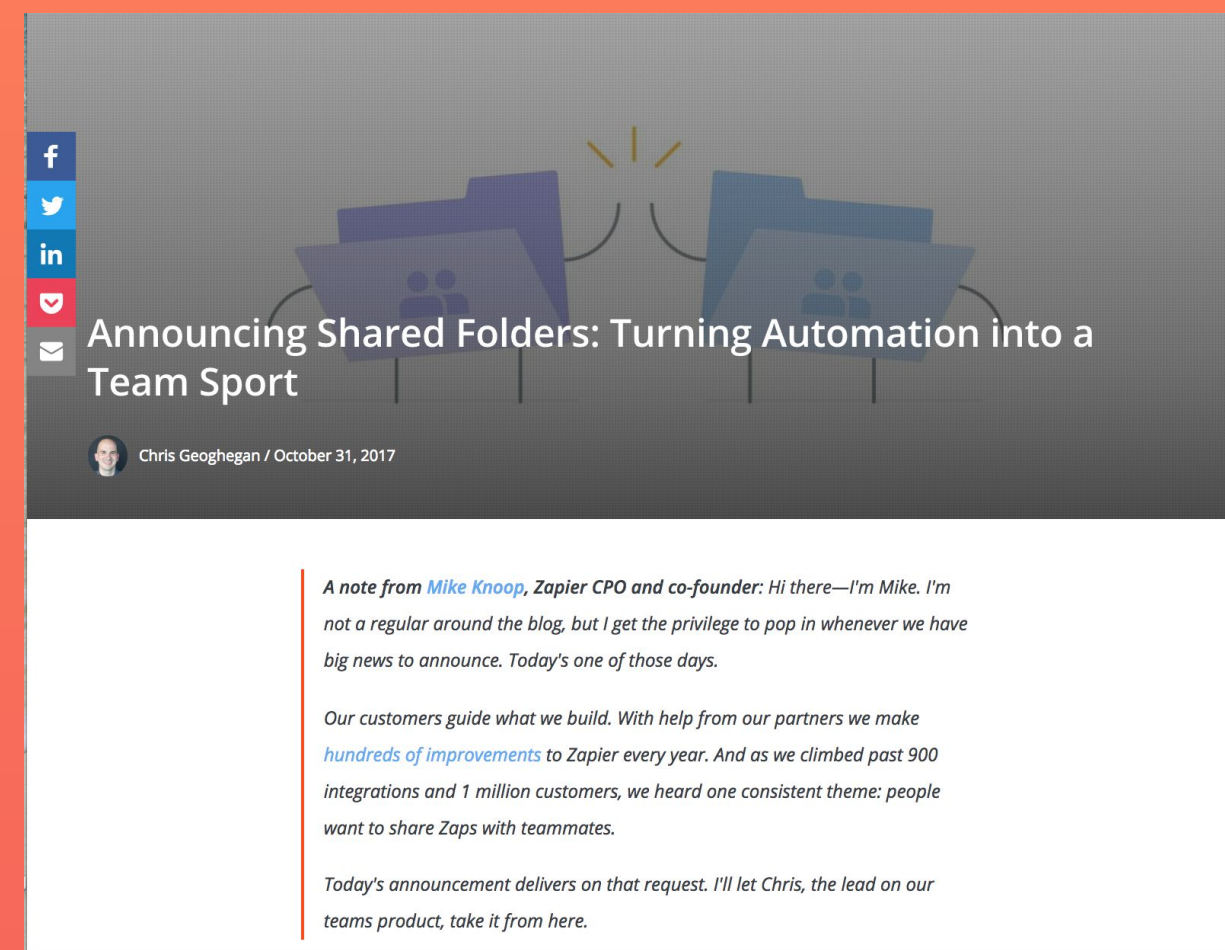 f
in
Announcing Shared Folders: Turning Automation into a
Team Sport
Chris Geoghegan / October 31, 2017
A note from Mike Knoop, Zapier CPO and co-founder: Hi there—I'm Mike. I'm
not a regular around the blog, but I get the privilege to pop in whenever we have
big news to announce. Today's one of those days.
Our customers guide what we build. With help from our partners we make
hundreds of improvements to Zapier every year. And as we climbed past 900
integrations and 1 million customers, we heard one consistent theme: people
want to share Zaps with teammates.
Today's announcement delivers on that request. I'll let Chris, the lead on our
teams product, take it from here.